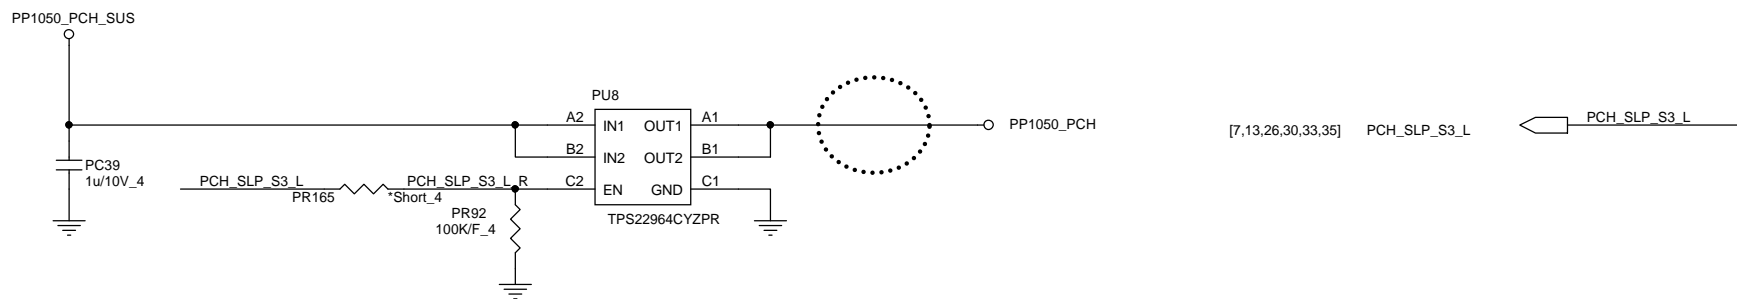 PP1050_PCH_SUS
PU8
A2 IN1 OUT1 A1 PP1050_PCH
B2 IN2 OUT2 B1
C2 EN GND C1
TPS22964CYZPR
PC39
1u/10V_4
PCH_SLP_S3_L
PR165
*Short_4
PCH_SLP_S3_L_R
PR92
100K/F_4
[7,13,26,30,33,35] PCH_SLP_S3_L
PCH_SLP_S3_L